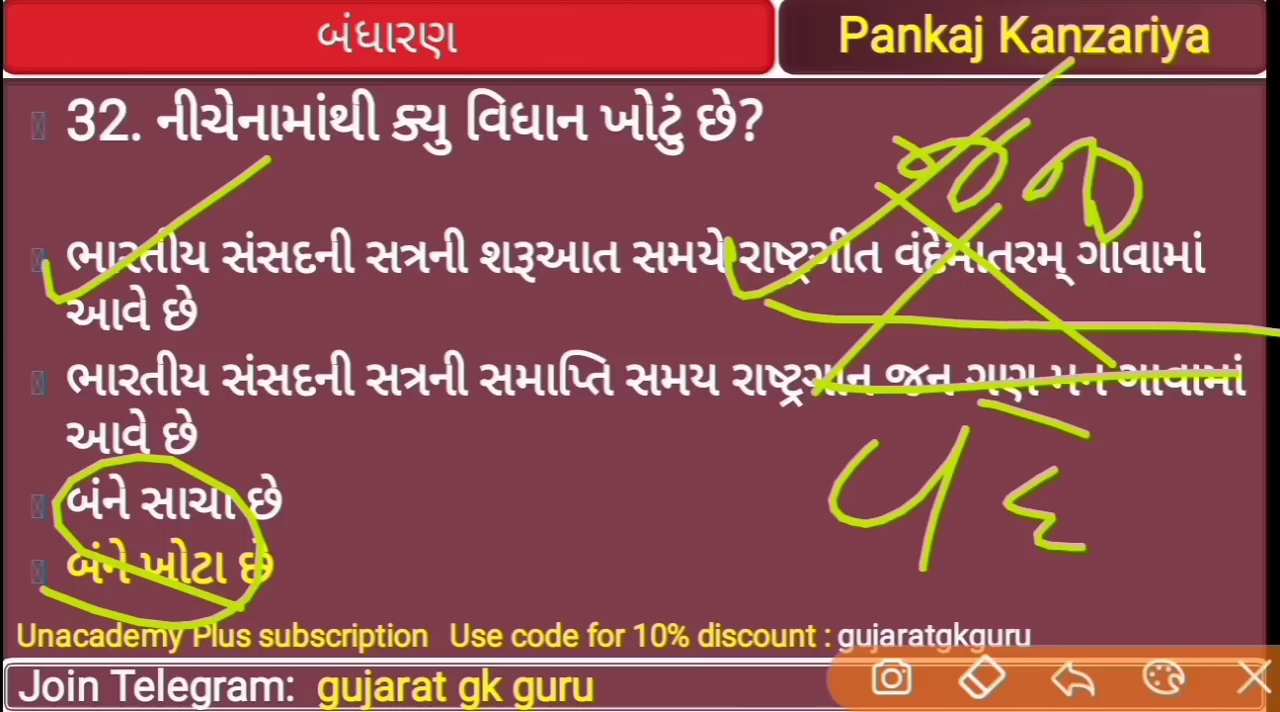 બંધારણ
Pankaj Kanzariya
32. નીચેનામાંથી ક્યુ વિધાન ખોટું છે?
ભારતીય સંસદની સત્રની શરૂઆત સમયે રાષ્ટ્રગીત વંદેમાતરમ્ ગાવામાં
આવે છે
ભારતીય સંસદની સત્રની સમાપ્તિ સમય રાષ્ટ્રગાન જન ગણ મન ગાવામાં
આવે છે
બંને સાચા છે
બંને ખોટા છે
Unacademy Plus subscription Use code for 10% discount : gujaratgkguru
Join Telegram: gujarat gk guru